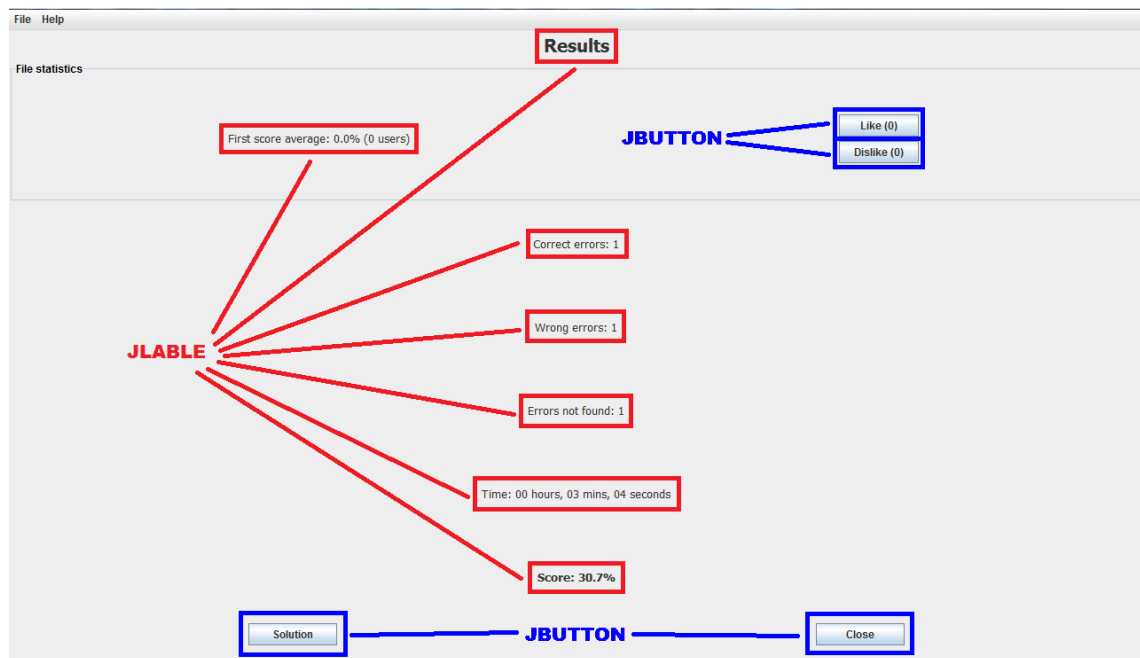 File Help
Results
File statistics
First score average: 0.0% (0 users)
JBUTTON
Like (0)
Dislike (0)
Correct errors: 1
Wrong errors: 1
JLABLE
Errors not found: 1
Time: 00 hours, 03 mins, 04 seconds
Score: 30.7%
Solution
JBUTTON
Close